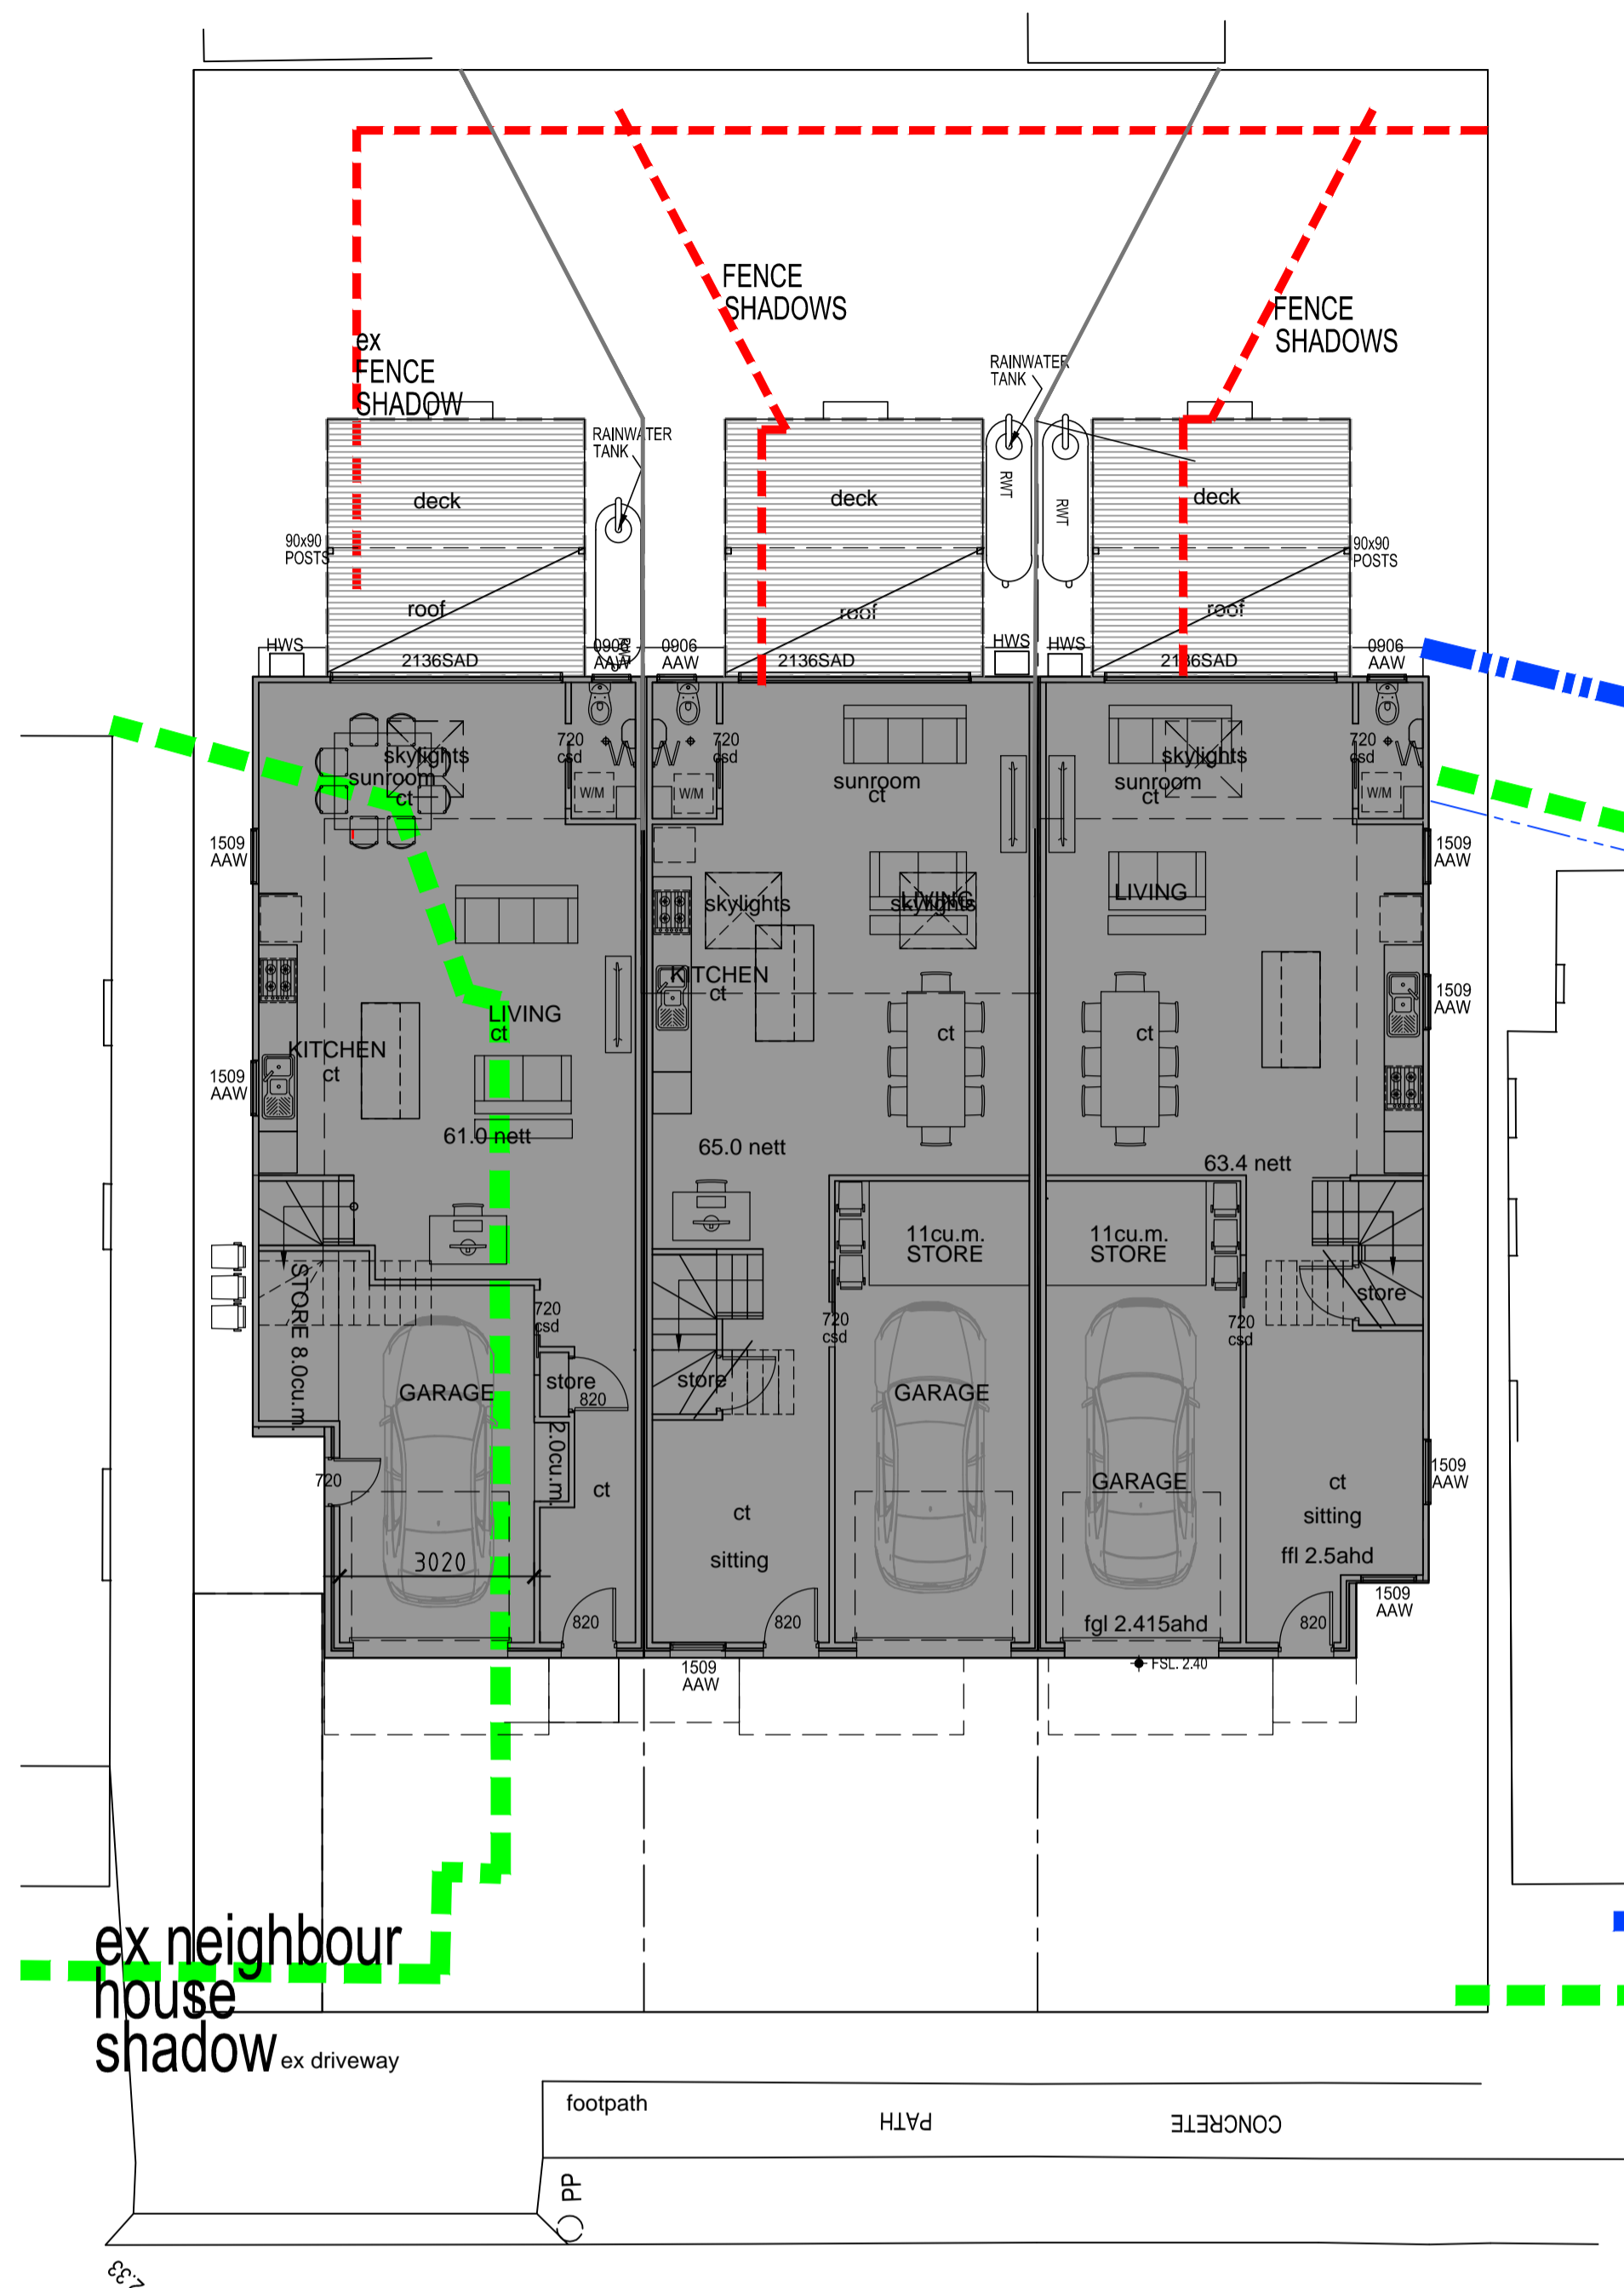 FENCE
SHADOWS
FENCE
SHADOWS
ex
FENCE
SHADOW
RAINWATER
TANK
RAINWATER
TANK
RWT
RWT
deck
deck
deck
90x90
POSTS
90x90
POSTS
roof
roof
roof
HWS
2136SAD
0906
AAW
RWT
0906
AAW
2136SAD
HWS
HWS
2136SAD
0906
AAW
skylights
sunroom
ct
720
csd
W/M
720
csd
W/M
sunroom
ct
skylights
sunroom
ct
720
csd
W/M
1509
AAW
1509
AAW
skylights
LIVING
skylights
LIVING
KITCHEN
ct
1509
AAW
LIVING
ct
ct
ct
KITCHEN
ct
1509
AAW
61.0 nett
65.0 nett
63.4 nett
11cu.m.
STORE
11cu.m.
STORE
STORE 8.0cu.m.
store
720
csd
720
csd
720
csd
store
820
store
GARAGE
GARAGE
2.0cu.m.
720
ct
ct
sitting
GARAGE
ct
sitting
ffl 2.5ahd
1509
AAW
3020
820
820
fgl 2.415ahd
820
1509
AAW
1509
AAW
FSL. 2.40
ex neighbour
house
shadow
ex driveway
footpath
PATH
CONCRETE
PP
2.33